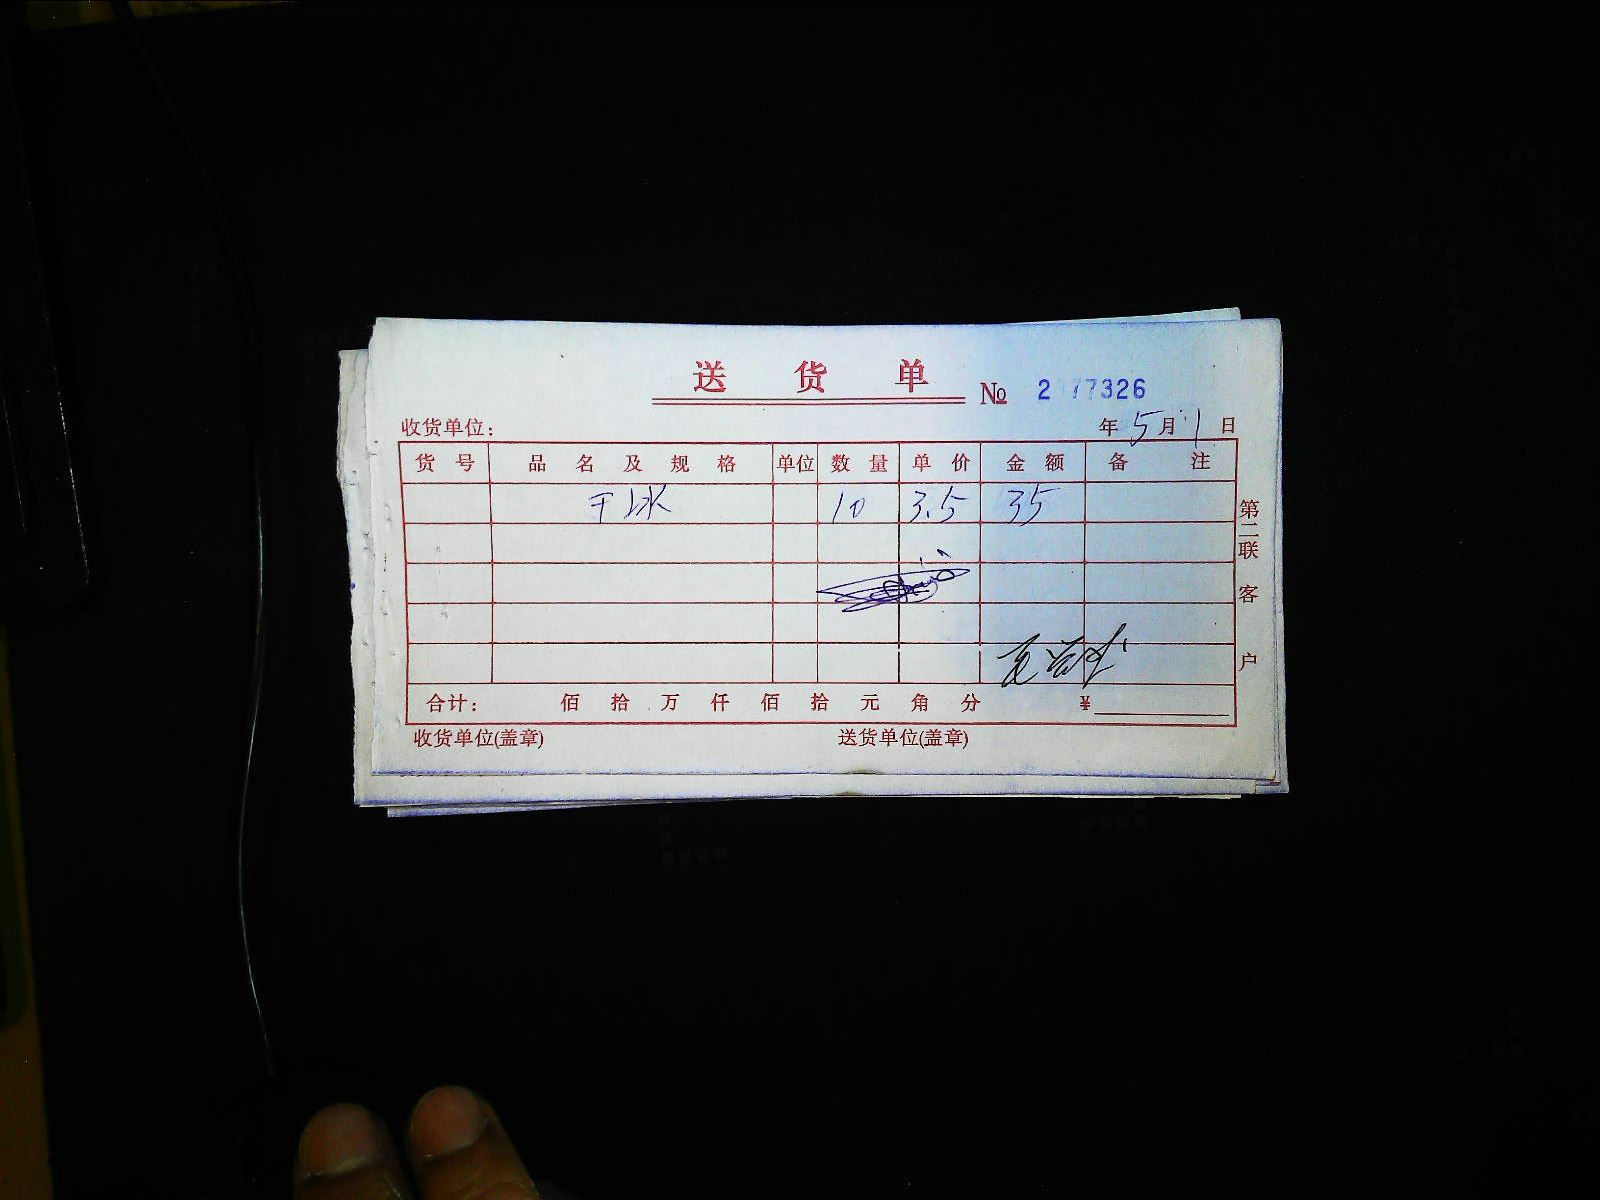 送 货 单 № 2 77326
收货单位: 年 5 月 1 日
货号 品名及规格 单位 数量 单价 金额 备注
干冰 10 3.5 35
第二联 客户
合计: 佰 拾 万 仟 佰 拾 元 角 分 ¥
收货单位(盖章) 送货单位(盖章)